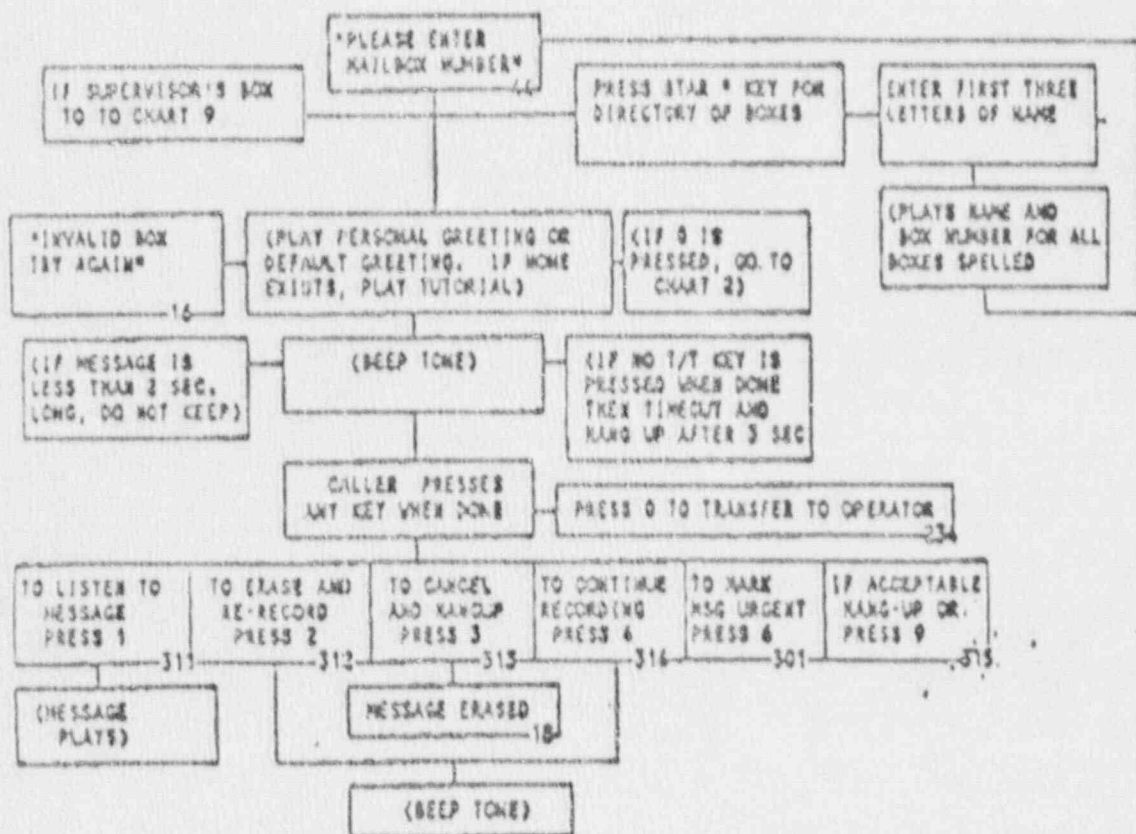 "PLEASE ENTER
MAILBOX NUMBER"
IF SUPERVISOR'S BOX
TO TO CHART 9
PRESS STAR * KEY FOR
DIRECTORY OF BOXES
ENTER FIRST THREE
LETTERS OF NAME
"INVALID BOX
TRY AGAIN"
16
(PLAY PERSONAL GREETING OR
DEFAULT GREETING. IF NONE
EXISTS, PLAY TUTORIAL)
(IF 0 IS
PRESSED, GO TO
CHART 2)
(PLAYS NAME AND
BOX NUMBER FOR ALL
BOXES SPELLED
(IF MESSAGE IS
LESS THAN 2 SEC.
LONG, DO NOT KEEP)
(BEEP TONE)
(IF NO T/T KEY IS
PRESSED WHEN DONE
THEN TIMEOUT AND
HANG UP AFTER 3 SEC
CALLER PRESSES
ANY KEY WHEN DONE
PRESS 0 TO TRANSFER TO OPERATOR
234
TO LISTEN TO
MESSAGE
PRESS 1
311
TO ERASE AND
RE-RECORD
PRESS 2
312
TO CANCEL
AND HANGUP
PRESS 3
313
TO CONTINUE
RECORDING
PRESS 4
314
TO MARK
MSG URGENT
PRESS 6
301
IF ACCEPTABLE
HANG-UP OR
PRESS 9
315
(MESSAGE
PLAYS)
MESSAGE ERASED
18
(BEEP TONE)